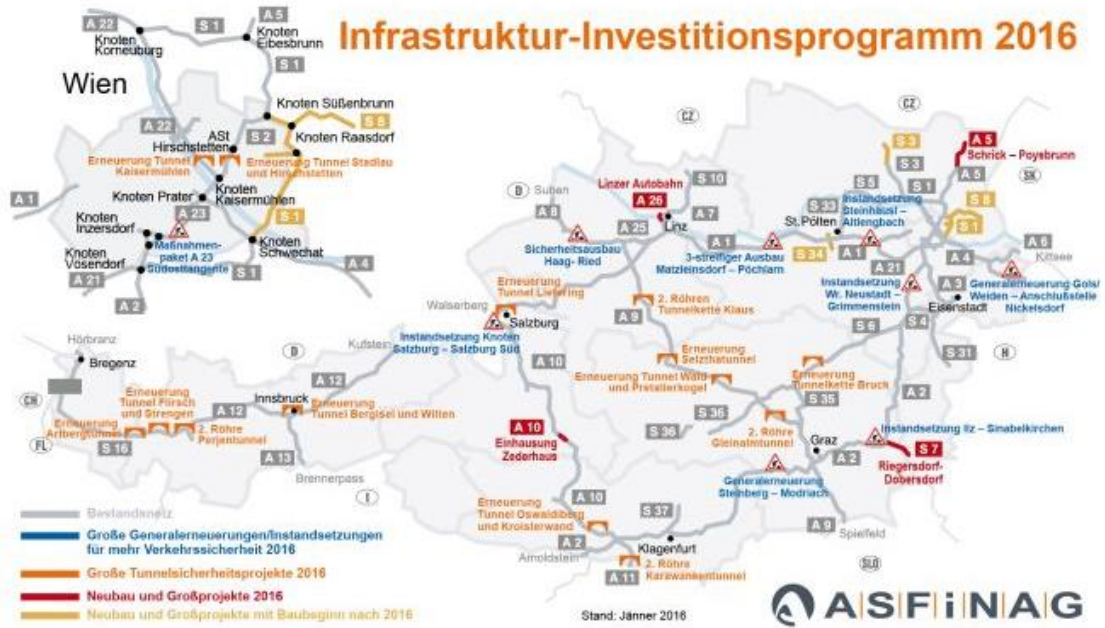 Infrastruktur-Investitionsprogramm 2016
A 22
S 1
A 5
Knoten
Korneuburg
Knoten
Eibesbrunn
S 1
Wien
Knoten Süßenbrunn
S 8
A 22
S 2
Knoten Raasdorf
ASt
Hirschstetten
Erneuerung Tunnel
Kaisermühlen
Erneuerung Tunnel Stadlau
und Hirschstetten
A 1
Knoten Prater
Knoten
Kaisermühlen
A 23
S 1
Knoten
Inzersdorf
Maßnahmen-
paket A 23
Südosttangente
Knoten
Schwechat
Knoten
Vösendorf
A 21
S 1
A 4
A 2
CZ
CZ
S 3
S 3
A 5
Schrick – Poysbrunn
A 5
SK
D
Suben
Linzer Autobahn
A 26
S 10
A 8
A 7
Linz
A 25
S 5
S 1
S 33
St.Pölten
Instandsetzung
Steinhäusl –
Altlengbach
S 8
S 1
Sicherheitsausbau
Haag- Ried
A 1
3-streifiger Ausbau
Matzleinsdorf – Pöchlarn
S 34
A 1
A 21
A 4
A 6
Kittsee
Erneuerung
Tunnel Liefering
Instandsetzung
Wr. Neustadt –
Grimmenstein
A 3
Eisenstadt
Generalerneuerung Gols/
Weiden – Anschlußstelle
Nickelsdorf
Walserberg
Salzburg
2. Röhren
Tunnelkette Klaus
A 9
Instandsetzung Knoten
Salzburg – Salzburg Süd
S 6
S 4
S 31
H
Kufstein
Hörbranz
Bregenz
D
A 10
Erneuerung
Selzthaltunnel
Erneuerung Tunnel Wald
und Pretallerkogel
Erneuerung
Tunnelkette Bruck
A 12
A 2
CH
Erneuerung
Tunnel Flirsch
und Strengen
Innsbruck
Erneuerung
Tunnel Bergisel und Wilten
A 12
S 35
S 36
S 36
Erneuerung
Arlbergtunnel
FL
S 16
2. Röhre
Perjentunnel
A 13
Brennerpass
I
A 10
Einhausung
Zederhaus
2. Röhre
Gleinalmtunnel
Graz
A 2
Instandsetzung Ilz – Sinabelkirchen
S 7
Riegersdorf-
Dobersdorf
Generalerneuerung
Steinberg – Modriach
Erneuerung
Tunnel Oswaldiberg
und Kroisterwand
A 10
S 37
A 2
Arnoldstein
Klagenfurt
A 9
Spielfeld
2. Röhre
Karawankentunnel
A 11
SLO
Bestandsnetz
Große Generalerneuerungen/Instandsetzungen
für mehr Verkehrssicherheit 2016
Große Tunnelsicherheitsprojekte 2016
Neubau und Großprojekte 2016
Neubau und Großprojekte mit Baubeginn nach 2016
Stand: Jänner 2016
ASFiNAG